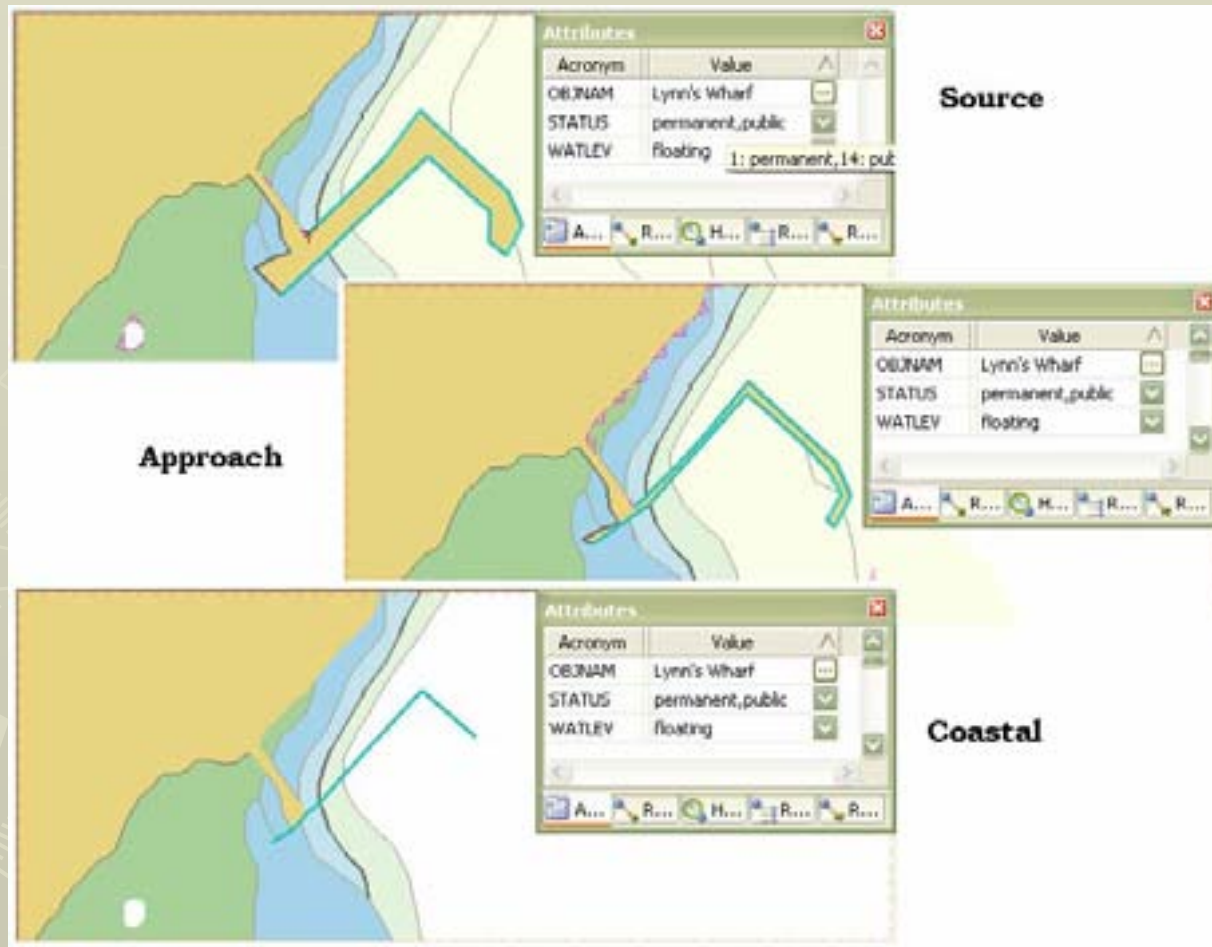 Attributes
Acronym Value
OBJNAM Lynn's Wharf
STATUS permanent,public
WATLEV floating
1: permanent,14: pub
A... R... H... R... R...
Source
Attributes
Acronym Value
OBJNAM Lynn's Wharf
STATUS permanent,public
WATLEV floating
A... R... H... R... R...
Approach
Attributes
Acronym Value
OBJNAM Lynn's Wharf
STATUS permanent,public
WATLEV floating
A... R... H... R... R...
Coastal